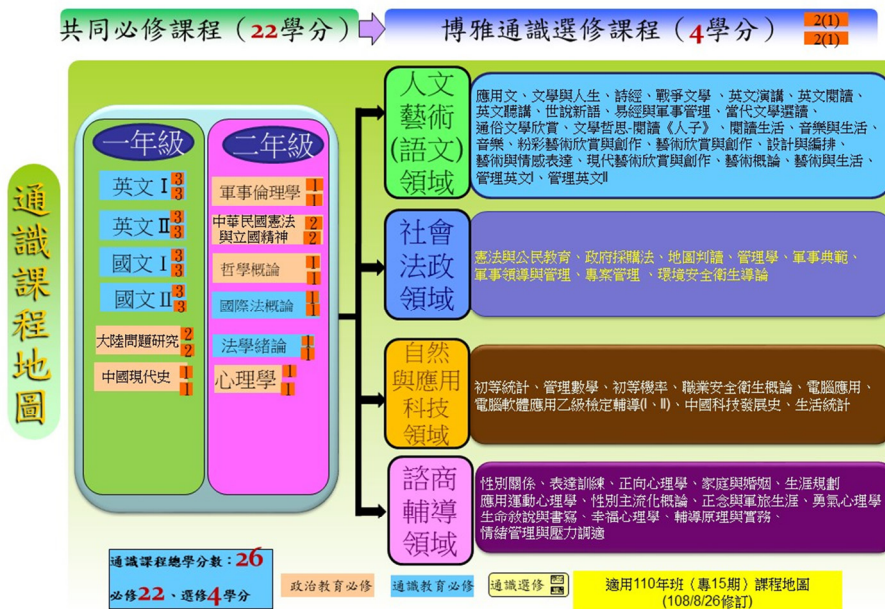 共同必修課程（22學分）
博雅通識選修課程（4學分）
2(1)
2(1)
通識課程地圖
一年級
英文Ⅰ 3 3
英文Ⅱ 3 3
國文Ⅰ 3 3
國文Ⅱ 3 3
大陸問題研究 2 2
中國現代史 1 1
二年級
軍事倫理學 1 1
中華民國憲法 2
與立國精神 2
哲學概論 1 1
國際法概論 1 1
法學緒論 1 1
心理學 1 1
人文
藝術
(語文)
領域
應用文、文學與人生、詩經、戰爭文學、英文演講、英文閱讀、
英文聽講、世說新語、易經與軍事管理、當代文學選讀、
通俗文學欣賞、文學哲思-閱讀《人子》、閱讀生活、音樂與生活、
音樂、粉彩藝術欣賞與創作、藝術欣賞與創作、設計與編排、
藝術與情感表達、現代藝術欣賞與創作、藝術概論、藝術與生活、
管理英文Ⅰ、管理英文Ⅱ
社會
法政
領域
憲法與公民教育、政府採購法、地圖判讀、管理學、軍事典範、
軍事領導與管理、專案管理、環境安全衛生導論
自然
與應用
科技
領域
初等統計、管理數學、初等機率、職業安全衛生概論、電腦應用、
電腦軟體應用乙級檢定輔導(Ⅰ、Ⅱ)、中國科技發展史、生活統計
諮商
輔導
領域
性別關係、表達訓練、正向心理學、家庭與婚姻、生涯規劃
應用運動心理學、性別主流化概論、正念與軍旅生涯、勇氣心理學
生命敘說與書寫、幸福心理學、輔導原理與實務、
情緒管理與壓力調適
通識課程總學分數：26
必修22、選修4學分
政治教育必修
通識教育必修
通識選修
適用110年班（專15期）課程地圖
(108/8/26修訂)